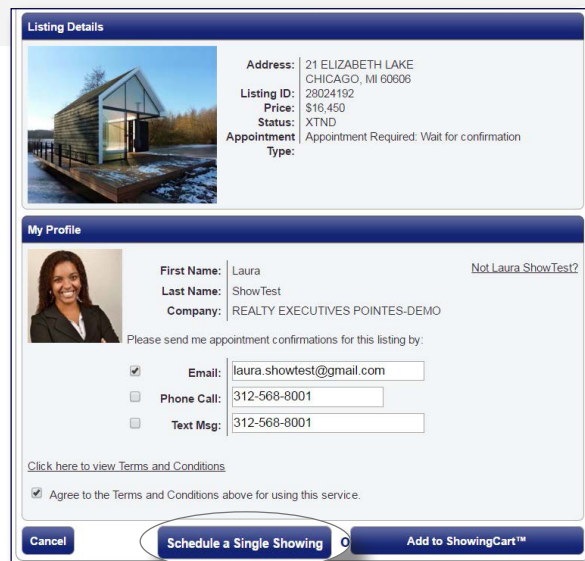 Listing Details
Address: 21 ELIZABETH LAKE
CHICAGO, MI 60606
Listing ID: 28024192
Price: $16,450
Status: XTND
Appointment Type: Appointment Required: Wait for confirmation
My Profile
First Name: Laura
Not Laura ShowTest?
Last Name: ShowTest
Company: REALTY EXECUTIVES POINTES-DEMO
Please send me appointment confirmations for this listing by:
Email: laura.showtest@gmail.com
Phone Call: 312-568-8001
Text Msg: 312-568-8001
Click here to view Terms and Conditions
Agree to the Terms and Conditions above for using this service.
Cancel Schedule a Single Showing Add to ShowingCart™